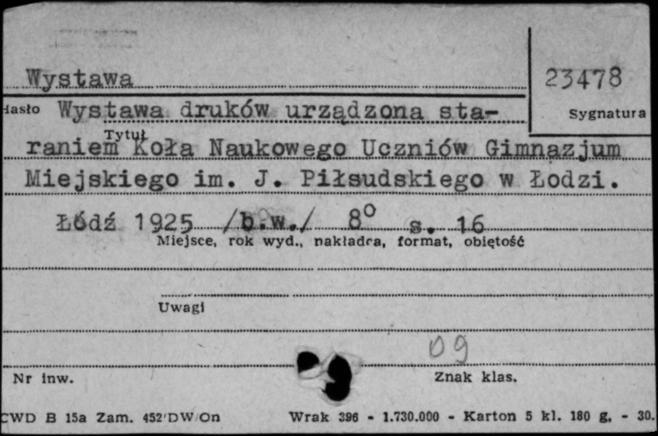 Wystawa
23478
Hasło Wystawa druków urządzona sta-
Sygnatura
Tytuł
raniem Koła Naukowego Uczniów Gimnazjum
Miejskiego im. J. Piłsudskiego w Łodzi.
Łódź 1925 /b.w./ 8° s. 16
Miejsce, rok wyd., nakładca, format, objętość
Uwagi
09
Nr inw.
Znak klas.
CWD B 15a Zam. 452/DW/On Wrak 396 - 1.730.000 - Karton 5 kl. 180 g. - 30.